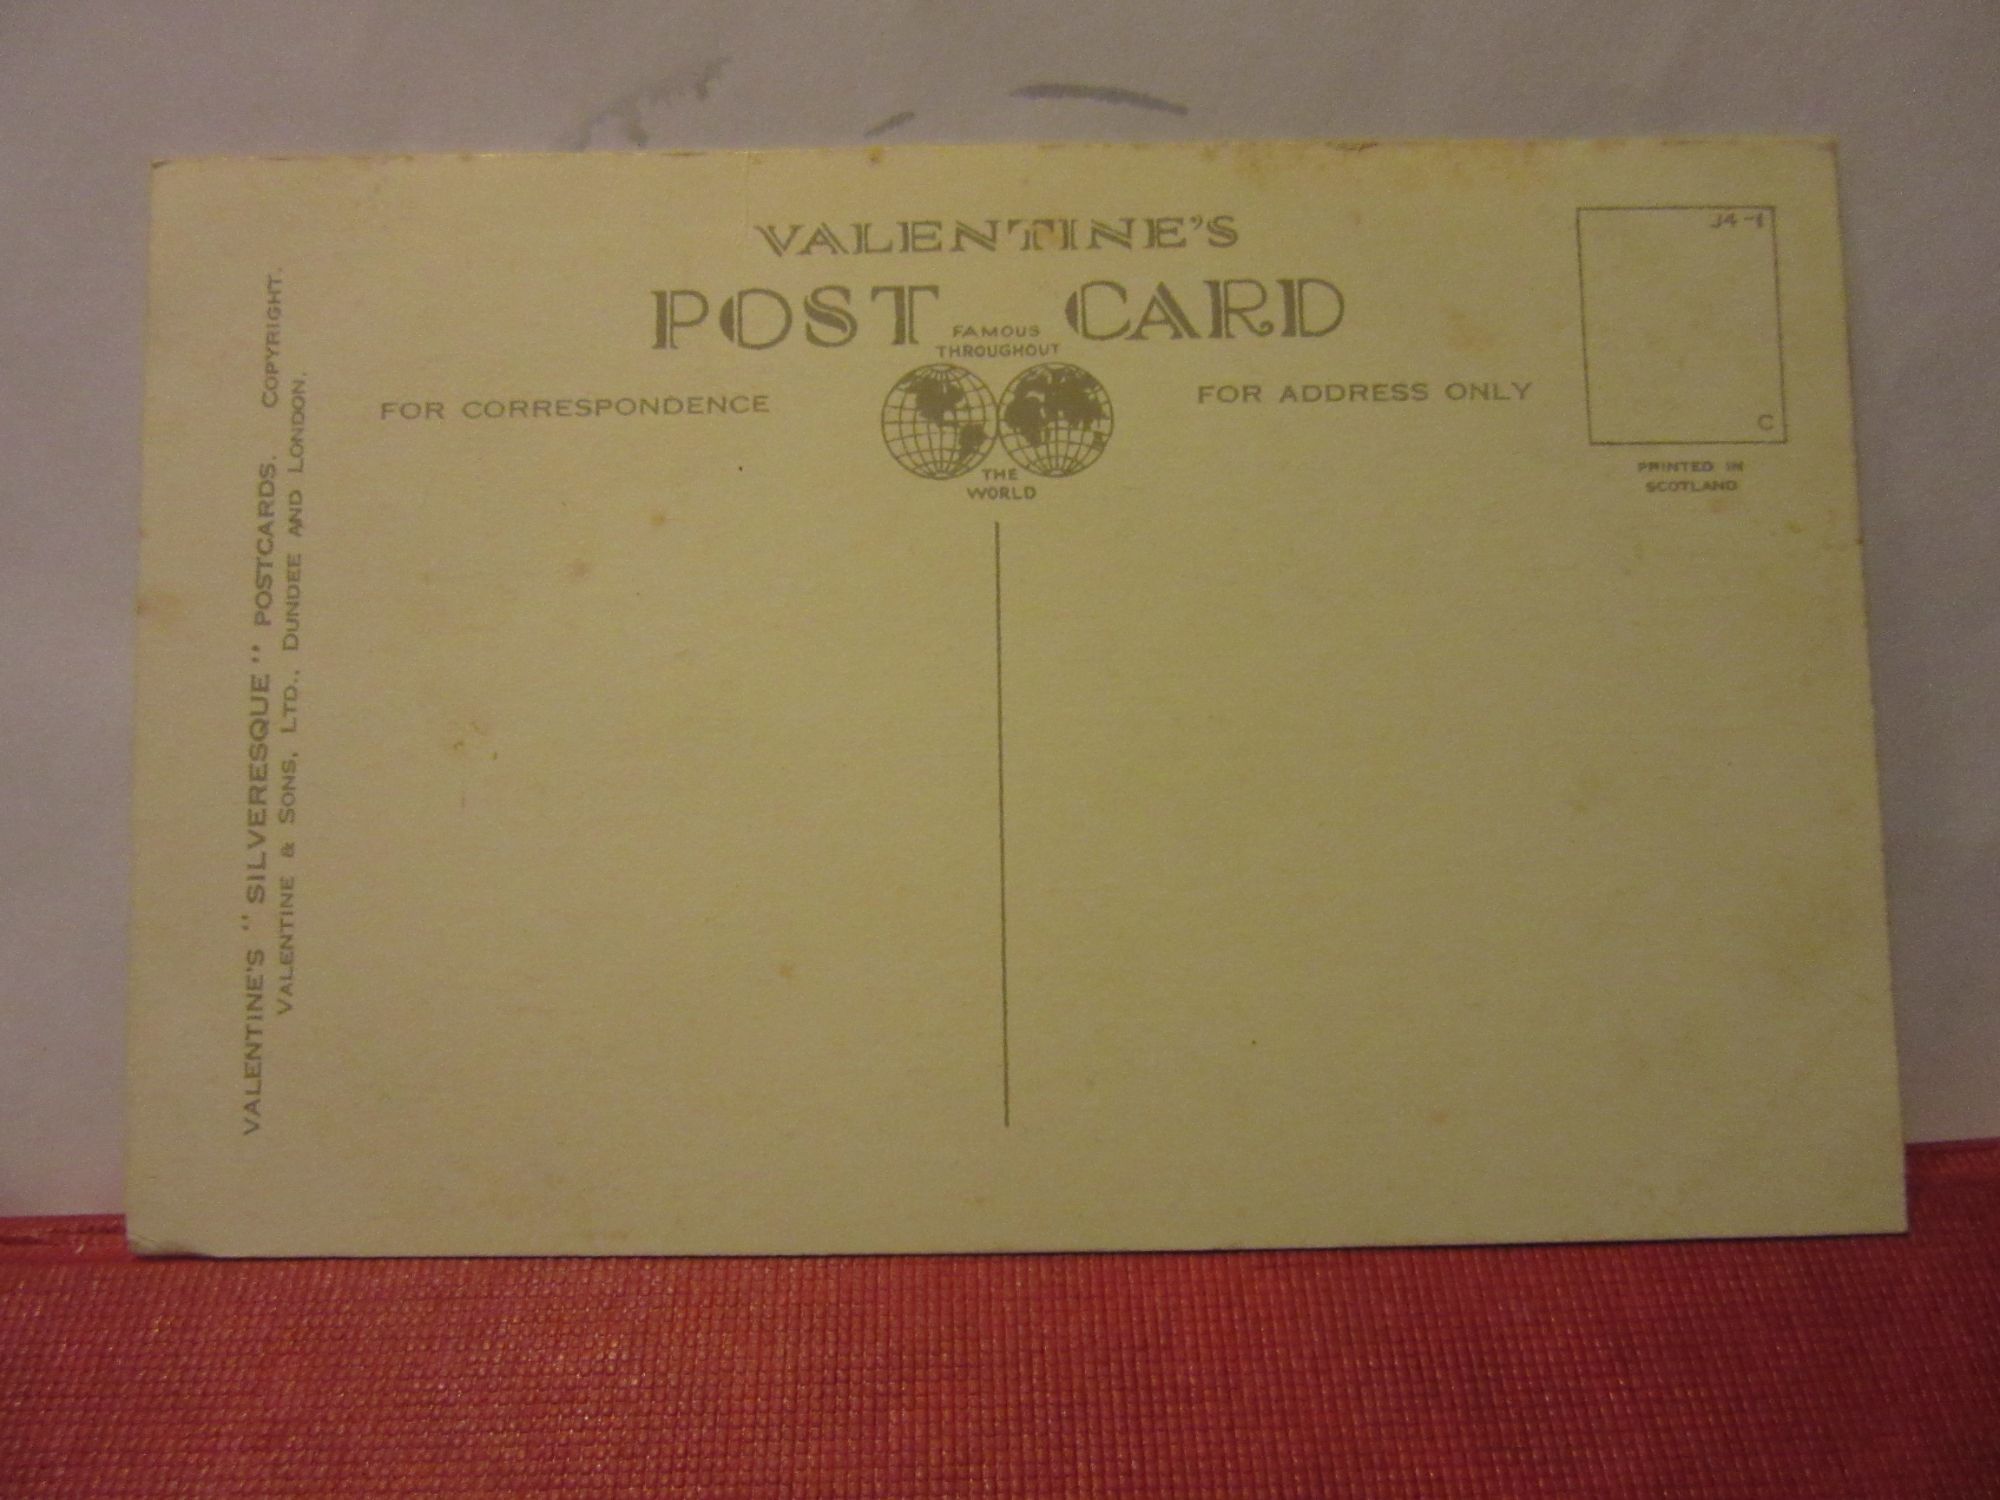 VALENTINE'S
POST CARD
FAMOUS
THROUGHOUT
THE
WORLD
FOR CORRESPONDENCE
FOR ADDRESS ONLY
J4-1
C
PRINTED IN
SCOTLAND
VALENTINE'S "SILVERESQUE" POSTCARDS. COPYRIGHT.
VALENTINE & SONS, LTD., DUNDEE AND LONDON.